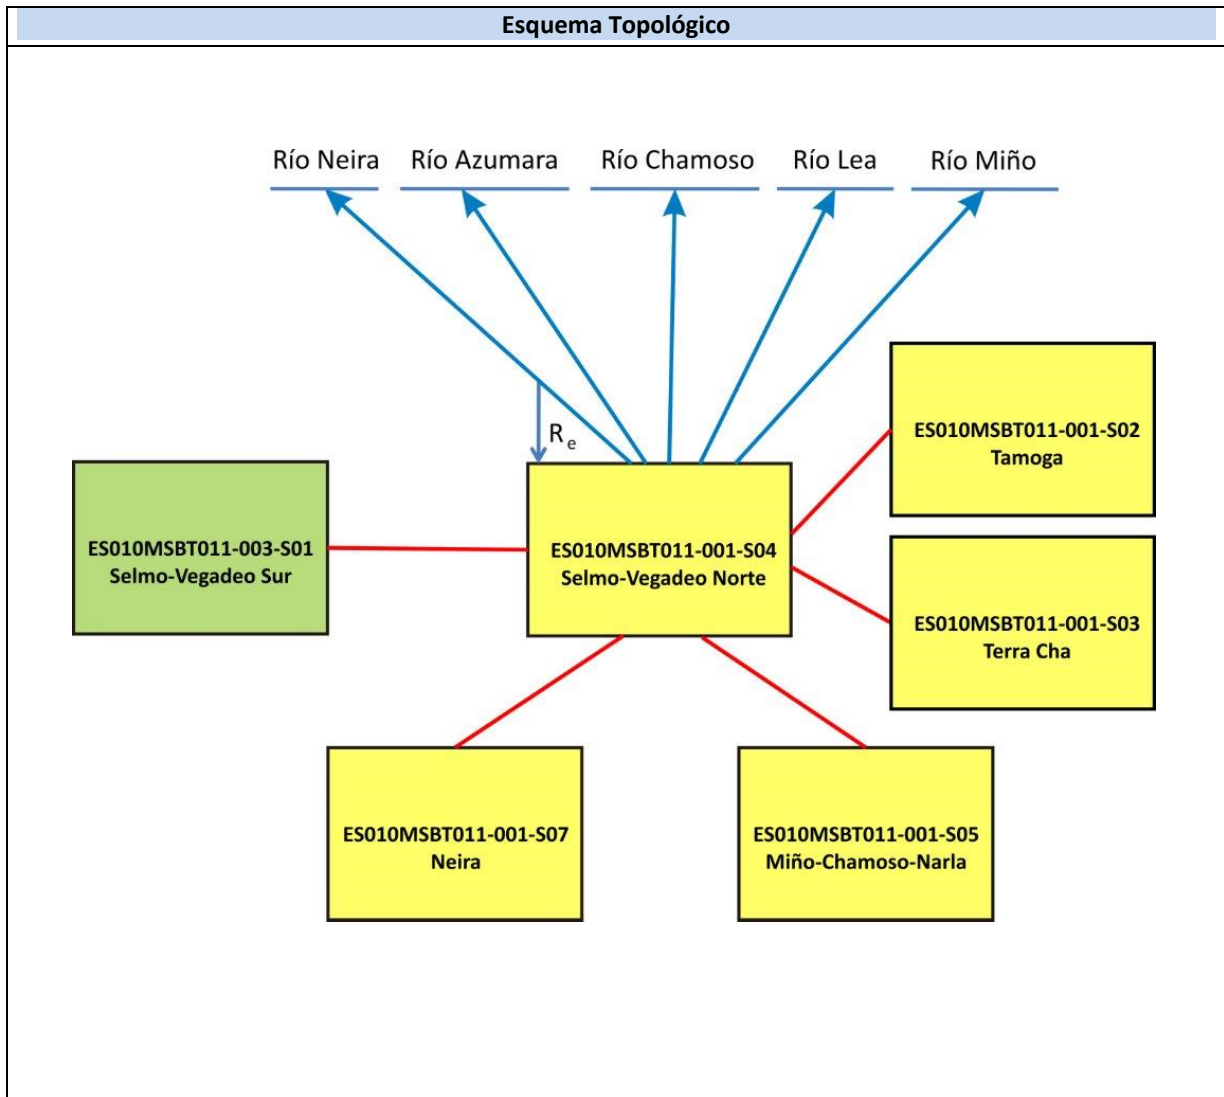 Esquema Topológico
Río Neira
Río Azumara
Río Chamoso
Río Lea
Río Miño
Re
ES010MSBT011-001-S02
Tamoga
ES010MSBT011-003-S01
Selmo-Vegadeo Sur
ES010MSBT011-001-S04
Selmo-Vegadeo Norte
ES010MSBT011-001-S03
Terra Cha
ES010MSBT011-001-S07
Neira
ES010MSBT011-001-S05
Miño-Chamoso-Narla